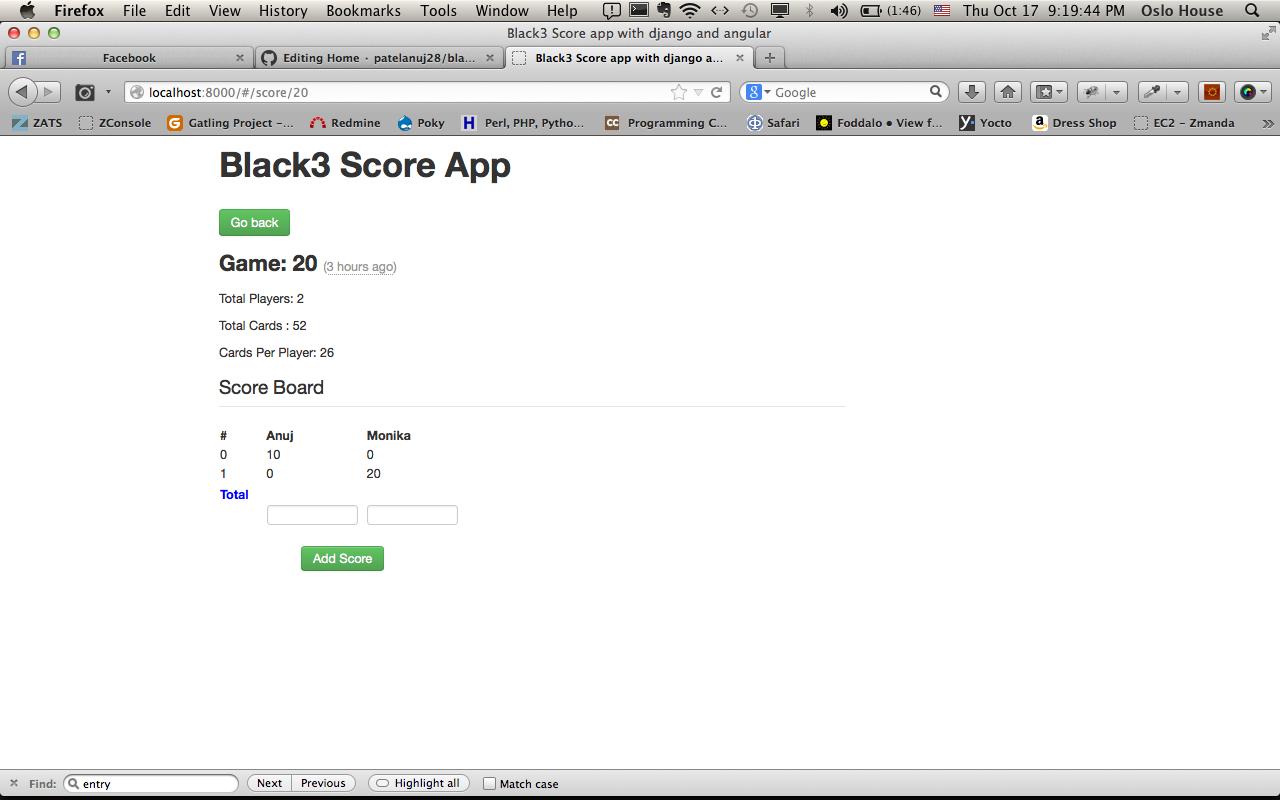 Firefox File Edit View History Bookmarks Tools Window Help (1:46) Thu Oct 17 9:19:44 PM Oslo House
Black3 Score app with django and angular
Facebook Editing Home · patelanuj28/bla... Black3 Score app with django a...
localhost:8000/#/score/20 Google
ZATS ZConsole Gatling Project -... Redmine Poky Perl, PHP, Pytho... Programming C... Safari Foddalo • View f... Yocto Dress Shop EC2 - Zmanda
Black3 Score App
Go back
Game: 20 (3 hours ago)
Total Players: 2
Total Cards : 52
Cards Per Player: 26
Score Board
# Anuj Monika
0 10 0
1 0 20
Total
Add Score
Find: entry Next Previous Highlight all Match case